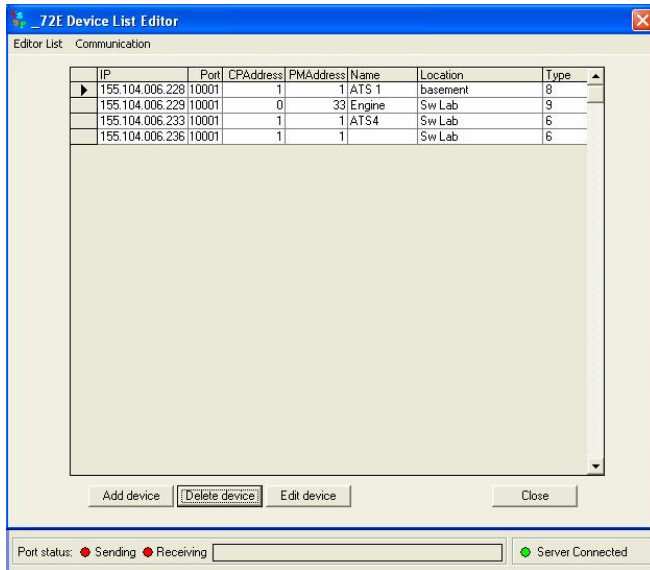 _72E Device List Editor
Editor List Communication
IP Port CPAddress PMAddress Name Location Type
155.104.006.228 10001 1 1 ATS 1 basement 8
155.104.006.229 10001 0 33 Engine Sw Lab 9
155.104.006.233 10001 1 1 ATS4 Sw Lab 6
155.104.006.236 10001 1 1 Sw Lab 6
Add device Delete device Edit device Close
Port status: Sending Receiving Server Connected